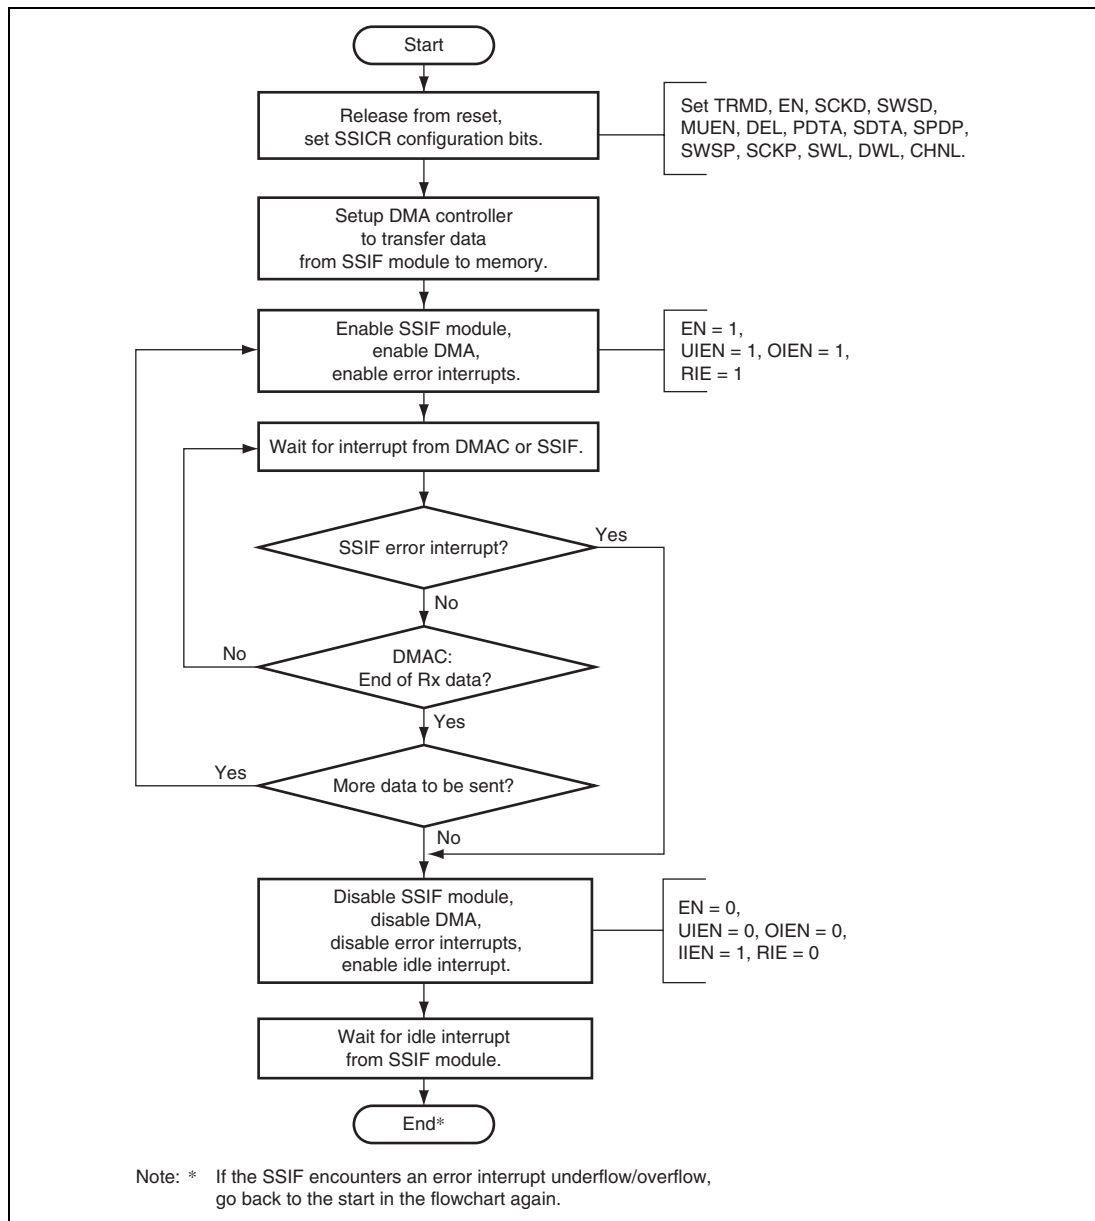 Start
Release from reset,
set SSICR configuration bits.
Set TRMD, EN, SCKD, SWSD,
MUEN, DEL, PDTA, SDTA, SPDP,
SWSP, SCKP, SWL, DWL, CHNL.
Setup DMA controller
to transfer data
from SSIF module to memory.
Enable SSIF module,
enable DMA,
enable error interrupts.
EN = 1,
UIEN = 1, OIEN = 1,
RIE = 1
Wait for interrupt from DMAC or SSIF.
SSIF error interrupt?
Yes
No
DMAC:
End of Rx data?
No
Yes
More data to be sent?
Yes
No
Disable SSIF module,
disable DMA,
disable error interrupts,
enable idle interrupt.
EN = 0,
UIEN = 0, OIEN = 0,
IIEN = 1, RIE = 0
Wait for idle interrupt
from SSIF module.
End*
Note: * If the SSIF encounters an error interrupt underflow/overflow,
go back to the start in the flowchart again.